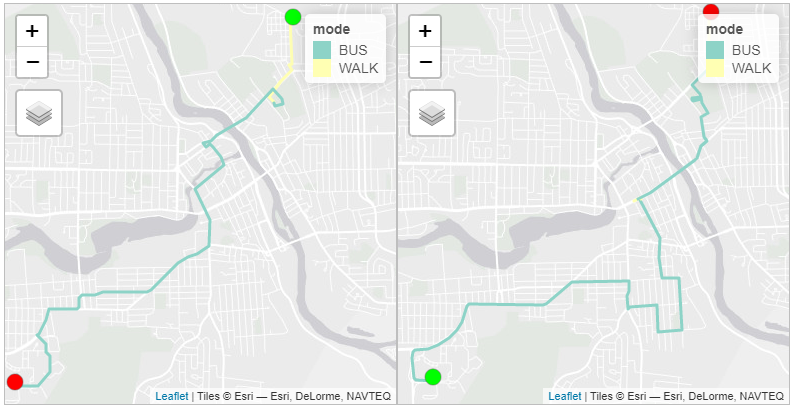 +
−
mode
BUS
WALK
Leaflet | Tiles © Esri — Esri, DeLorme, NAVTEQ
+
−
mode
BUS
WALK
Leaflet | Tiles © Esri — Esri, DeLorme, NAVTEQ